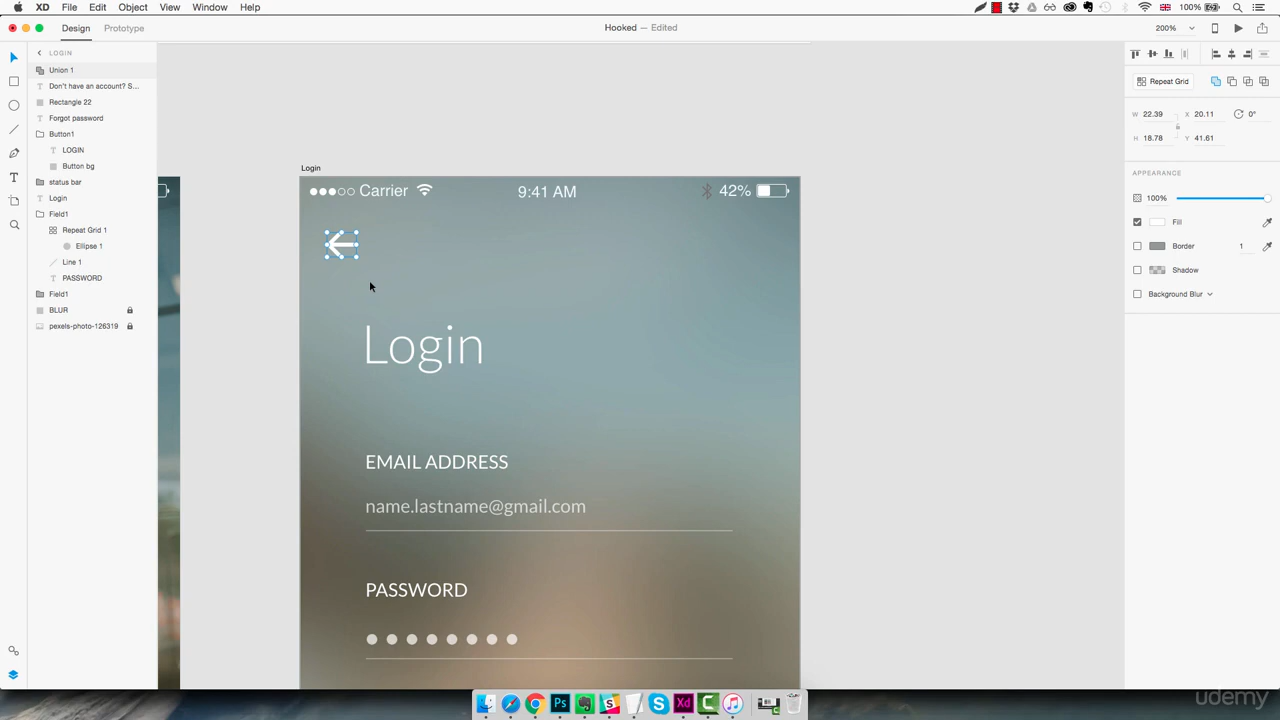 XD File Edit Object View Window Help 100%
Design Prototype Hooked — Edited 200%
LOGIN
Union 1
Don't have an account? S...
Rectangle 22
Forgot password
Button1
LOGIN
Button bg
status bar
Login
Field1
Repeat Grid 1
Ellipse 1
Line 1
PASSWORD
Field1
BLUR
pexels-photo-126319
Login
Carrier 9:41 AM 42%
Login
EMAIL ADDRESS
name.lastname@gmail.com
PASSWORD
Repeat Grid
W 22.39 X 20.11 0°
H 18.78 Y 41.61
APPEARANCE
100%
Fill
Border 1
Shadow
Background Blur
Ps S Xd C
udemy